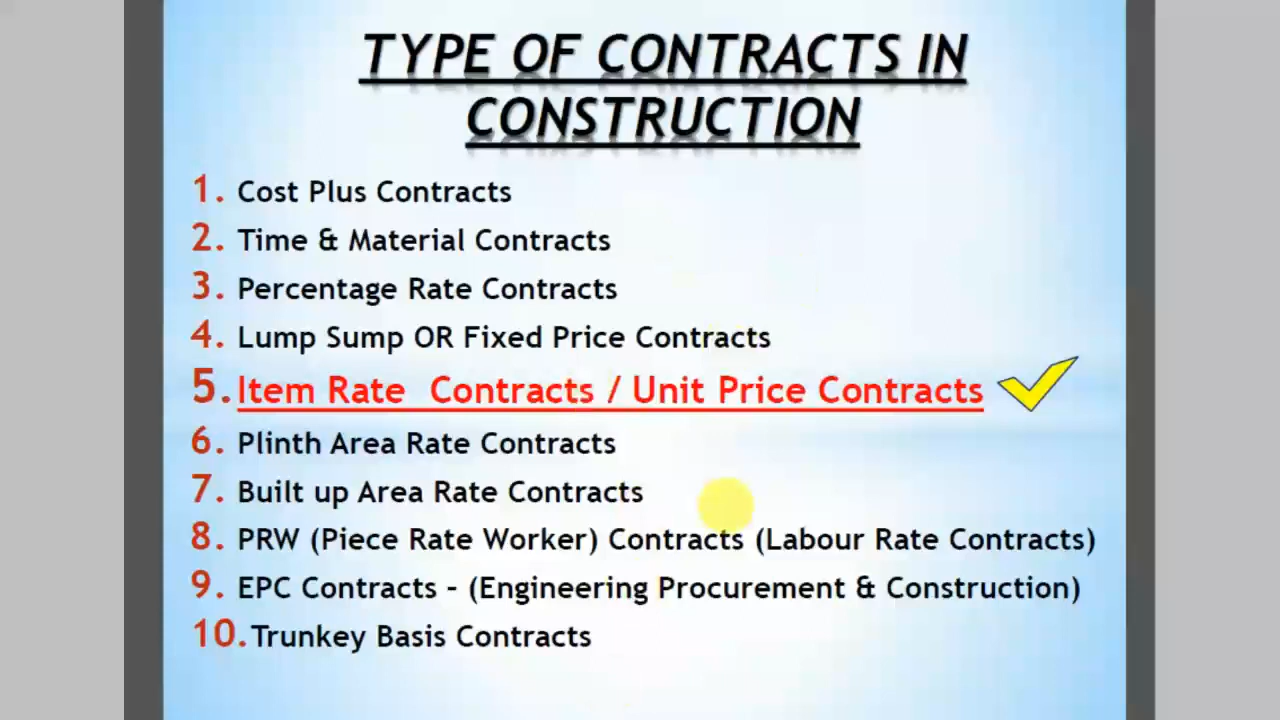 TYPE OF CONTRACTS IN
CONSTRUCTION
1. Cost Plus Contracts
2. Time & Material Contracts
3. Percentage Rate Contracts
4. Lump Sump OR Fixed Price Contracts
5. Item Rate Contracts / Unit Price Contracts
6. Plinth Area Rate Contracts
7. Built up Area Rate Contracts
8. PRW (Piece Rate Worker) Contracts (Labour Rate Contracts)
9. EPC Contracts - (Engineering Procurement & Construction)
10. Trunkey Basis Contracts